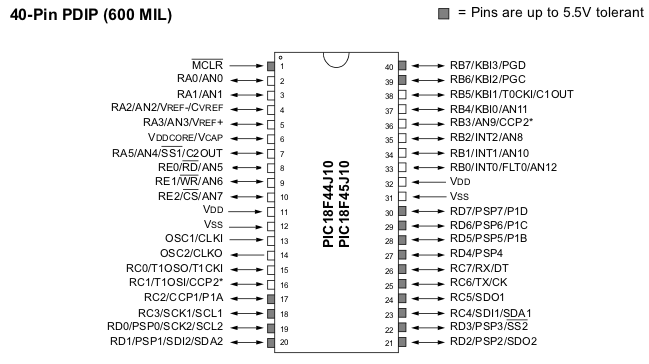 40-Pin PDIP (600 MIL)
= Pins are up to 5.5V tolerant
MCLR 1
RA0/AN0 2
RA1/AN1 3
RA2/AN2/VREF-/CVREF 4
RA3/AN3/VREF+ 5
VDDCORE/VCAP 6
RA5/AN4/SS1/C2OUT 7
RE0/RD/AN5 8
RE1/WR/AN6 9
RE2/CS/AN7 10
VDD 11
VSS 12
OSC1/CLKI 13
OSC2/CLKO 14
RC0/T1OSO/T1CKI 15
RC1/T1OSI/CCP2* 16
RC2/CCP1/P1A 17
RC3/SCK1/SCL1 18
RD0/PSP0/SCK2/SCL2 19
RD1/PSP1/SDI2/SDA2 20
PIC18F44J10
PIC18F45J10
40 RB7/KBI3/PGD
39 RB6/KBI2/PGC
38 RB5/KBI1/T0CKI/C1OUT
37 RB4/KBI0/AN11
36 RB3/AN9/CCP2*
35 RB2/INT2/AN8
34 RB1/INT1/AN10
33 RB0/INT0/FLT0/AN12
32 VDD
31 VSS
30 RD7/PSP7/P1D
29 RD6/PSP6/P1C
28 RD5/PSP5/P1B
27 RD4/PSP4
26 RC7/RX/DT
25 RC6/TX/CK
24 RC5/SDO1
23 RC4/SDI1/SDA1
22 RD3/PSP3/SS2
21 RD2/PSP2/SDO2